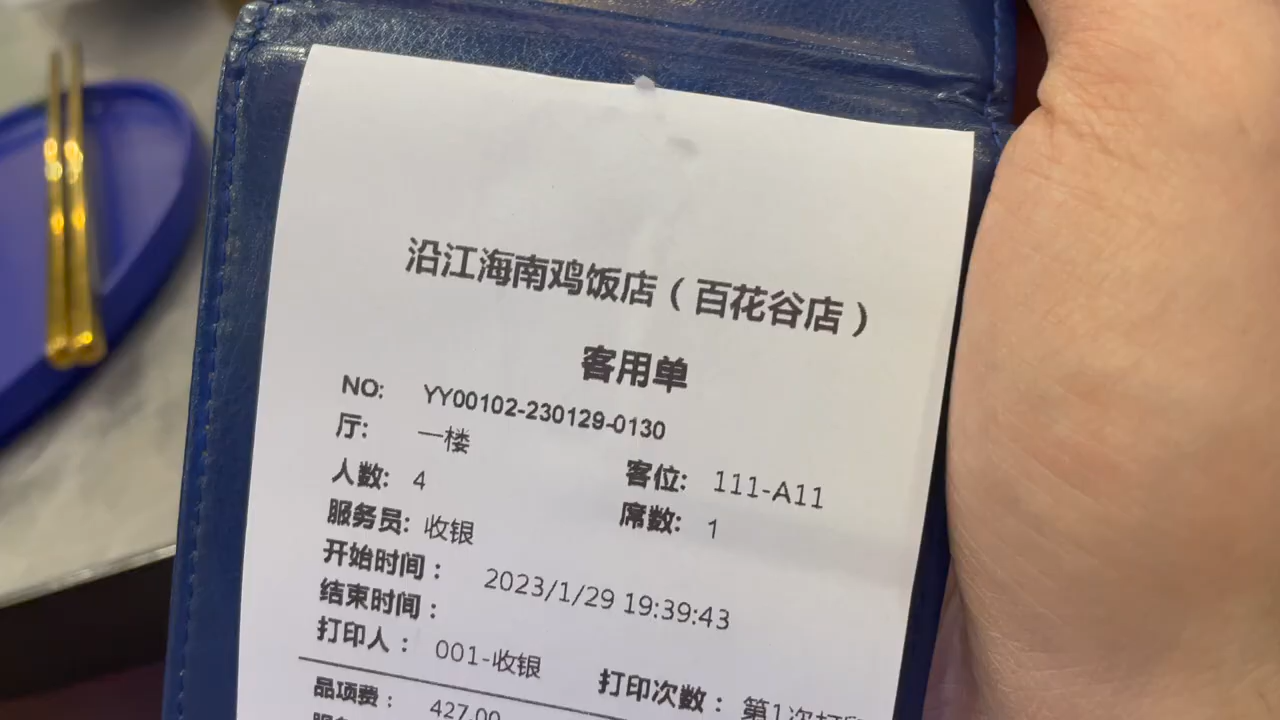 沿江海南鸡饭店（百花谷店）
客用单
NO: YY00102-230129-0130
厅: 一楼
人数: 4 客位: 111-A11
服务员: 收银 席数: 1
开始时间： 2023/1/29 19:39:43
结束时间：
打印人： 001-收银 打印次数： 第1次打印
品项费： 427.00